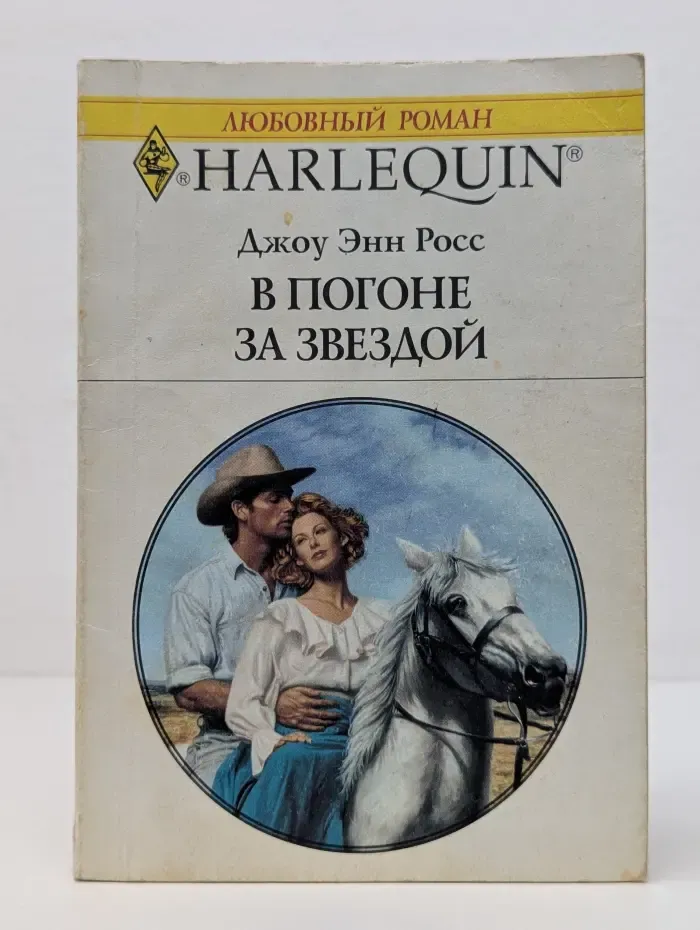 ЛЮБОВНЫЙ РОМАН
® HARLEQUIN®
Джоу Энн Росс
В ПОГОНЕ
ЗА ЗВЕЗДОЙ